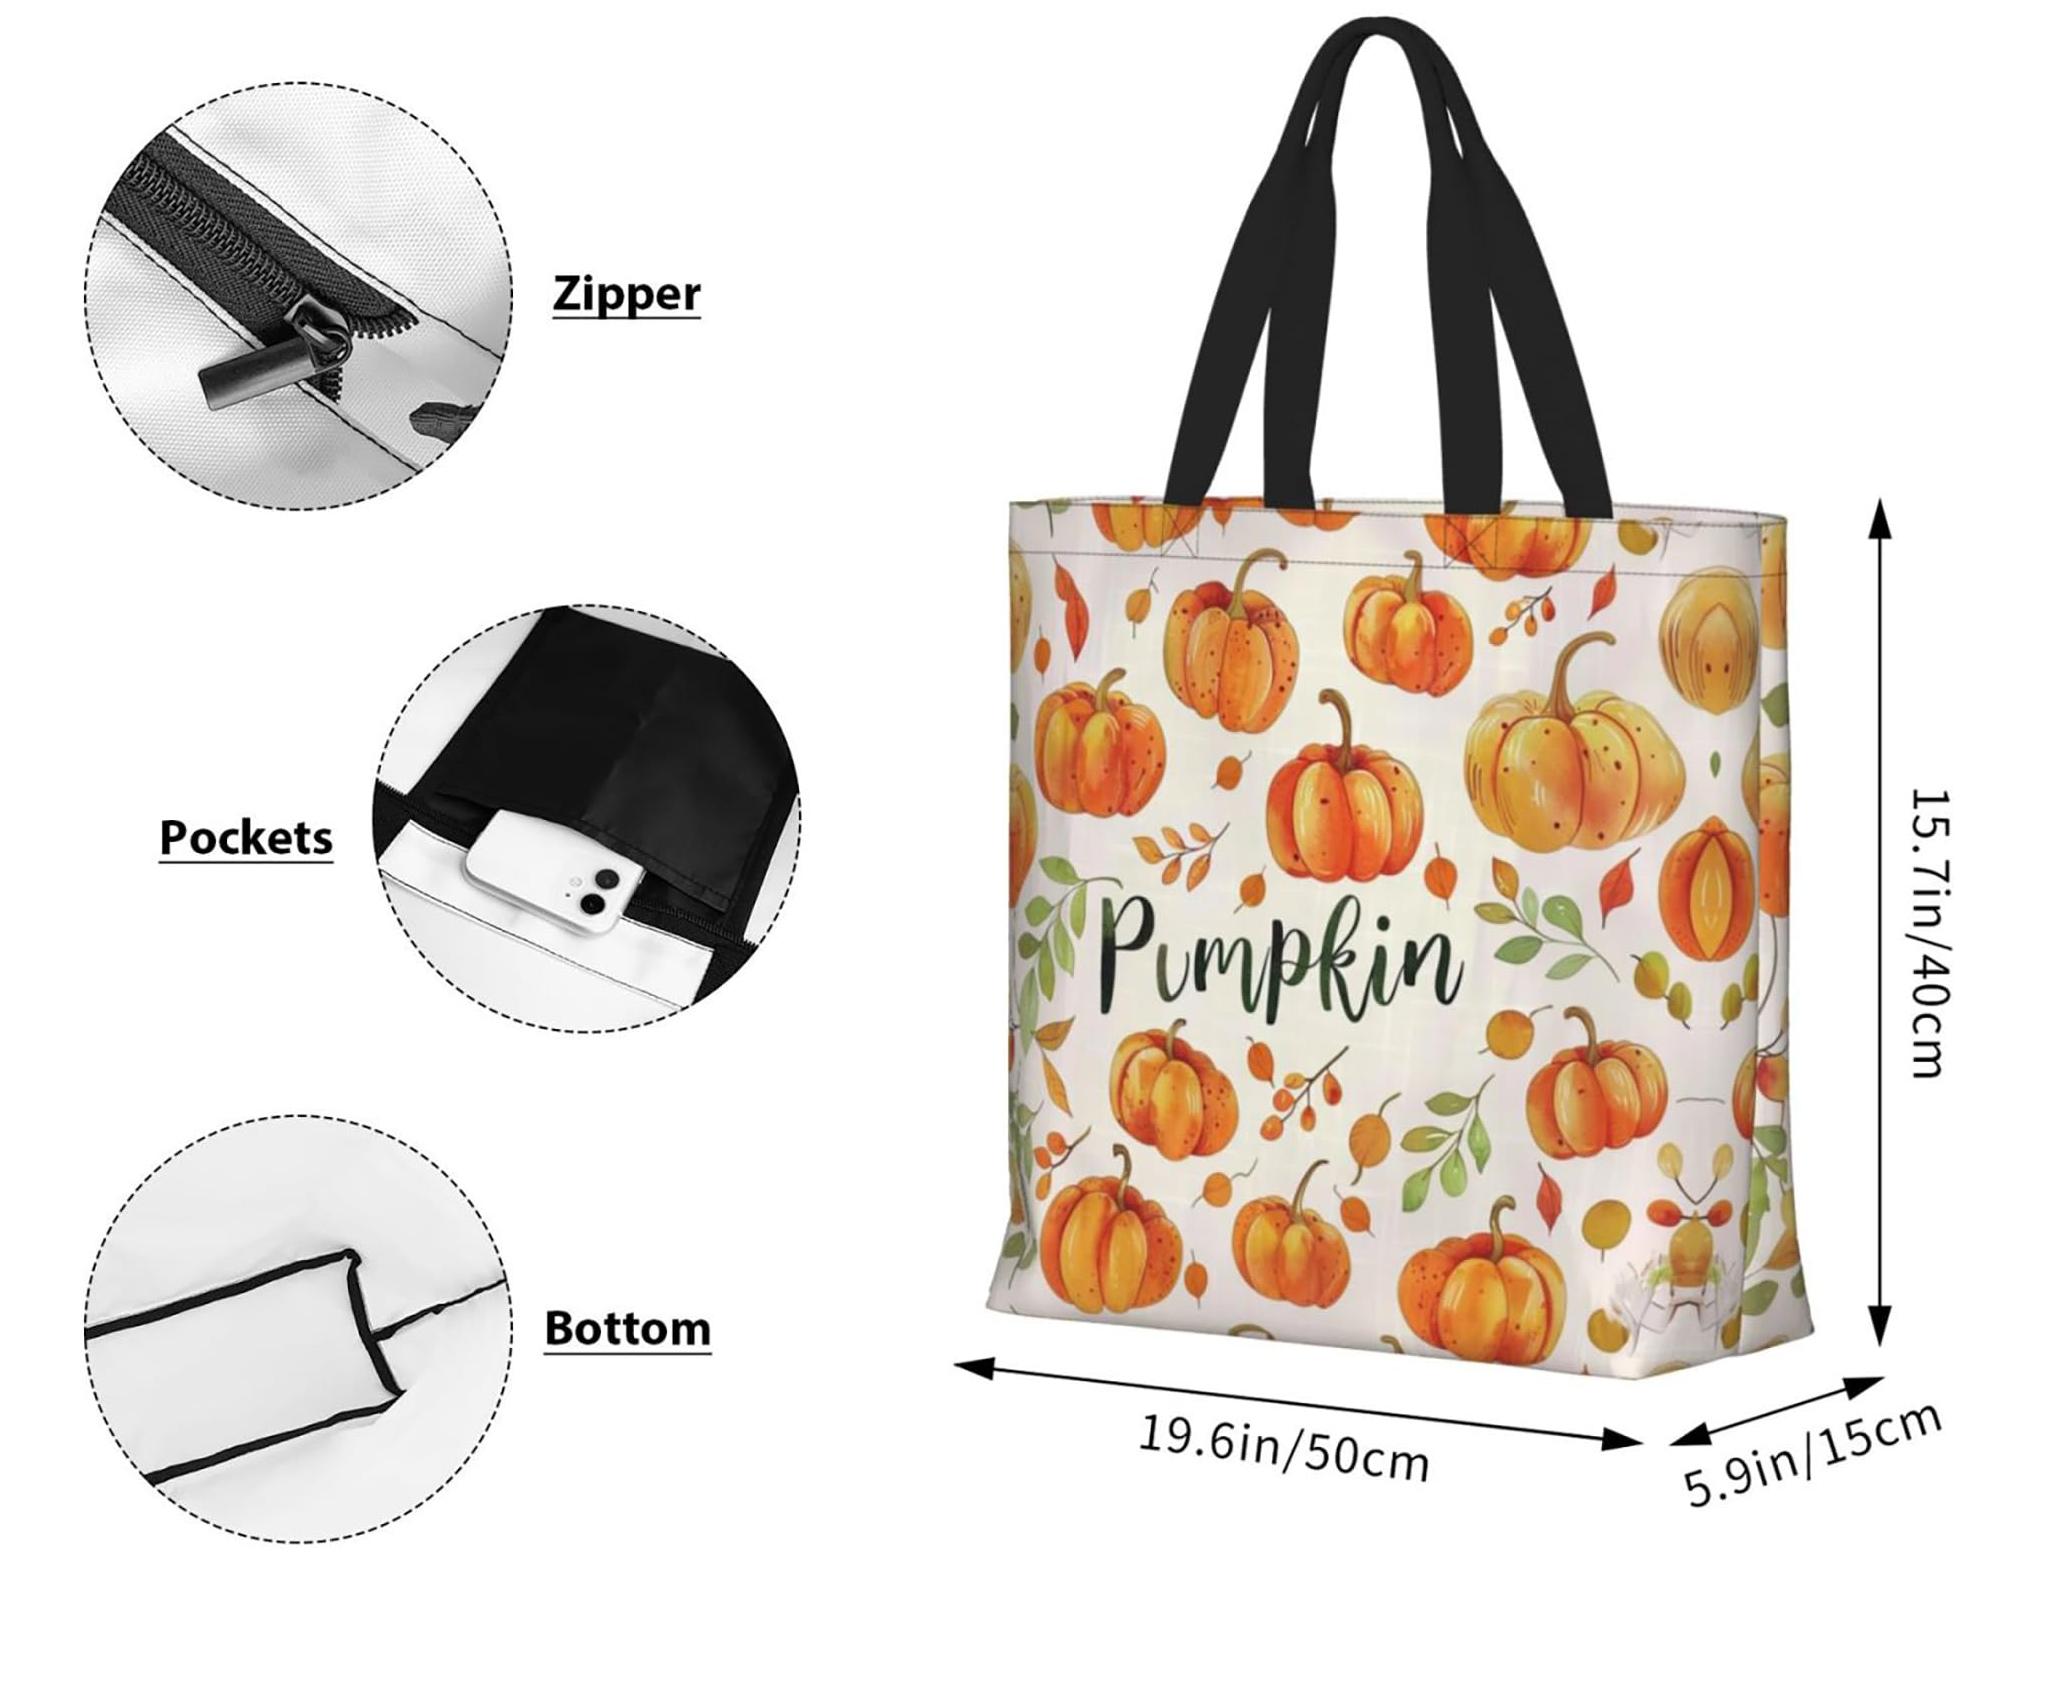 Zipper
Pockets
Bottom
Pumpkin
15.7in/40cm
19.6in/50cm
5.9in/15cm